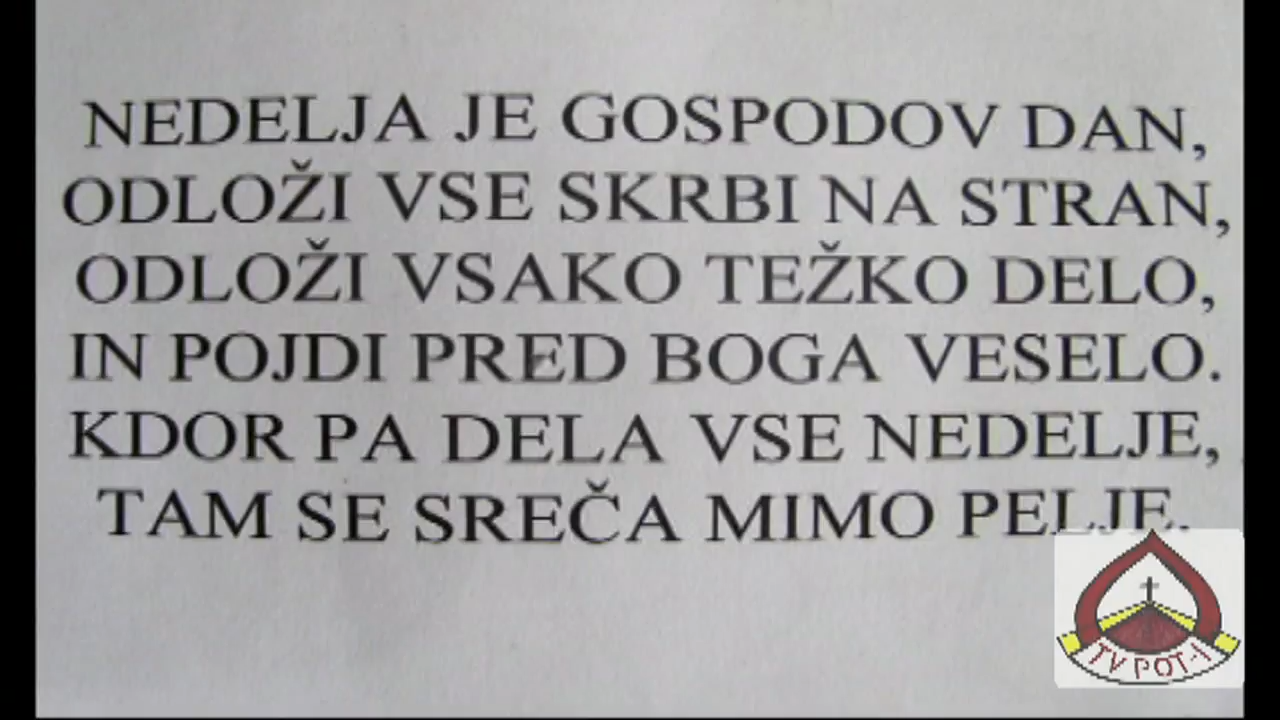 NEDELJA JE GOSPODOV DAN,
ODLOŽI VSE SKRBI NA STRAN,
ODLOŽI VSAKO TEŽKO DELO,
IN POJDI PRED BOGA VESELO.
KDOR PA DELA VSE NEDELJE,
TAM SE SREČA MIMO PELJE.
TV POT-1